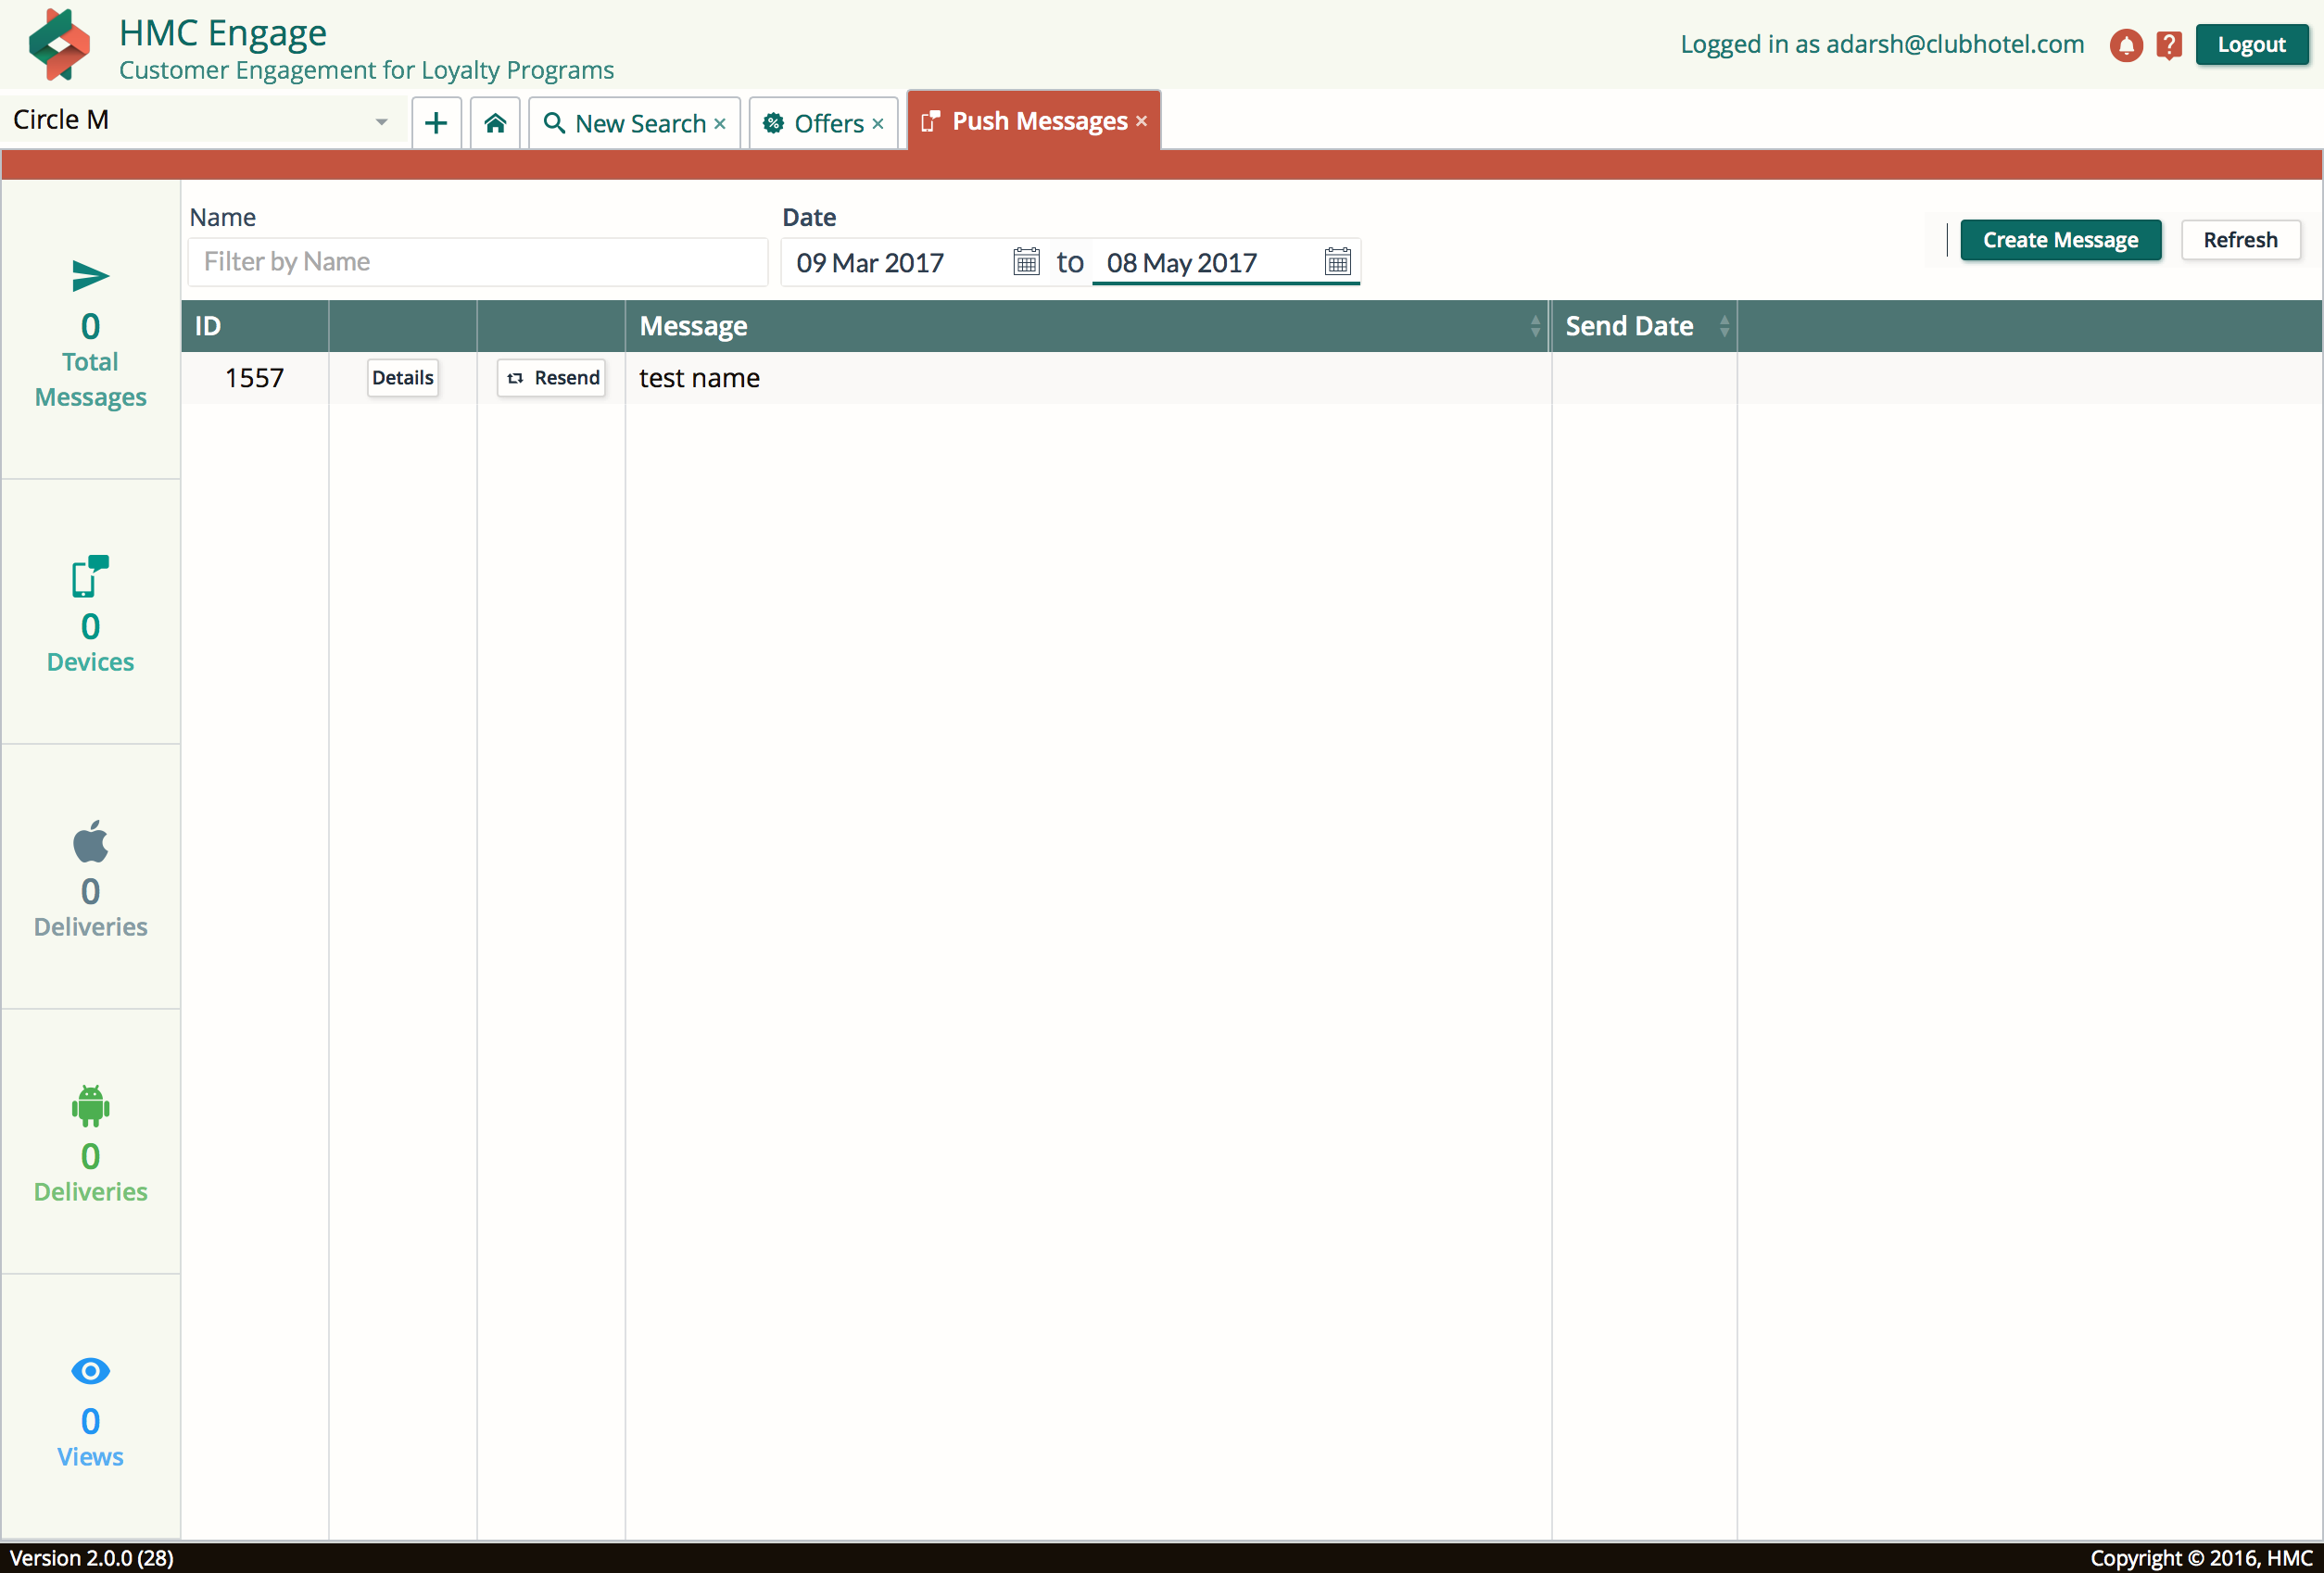 HMC Engage
Customer Engagement for Loyalty Programs
Logged in as adarsh@clubhotel.com
Logout
Circle M
New Search
Offers
Push Messages
Name
Filter by Name
Date
09 Mar 2017
to
08 May 2017
Create Message
Refresh
ID
Message
Send Date
1557
Details
Resend
test name
0
Total
Messages
0
Devices
0
Deliveries
0
Deliveries
0
Views
Version 2.0.0 (28)
Copyright © 2016, HMC